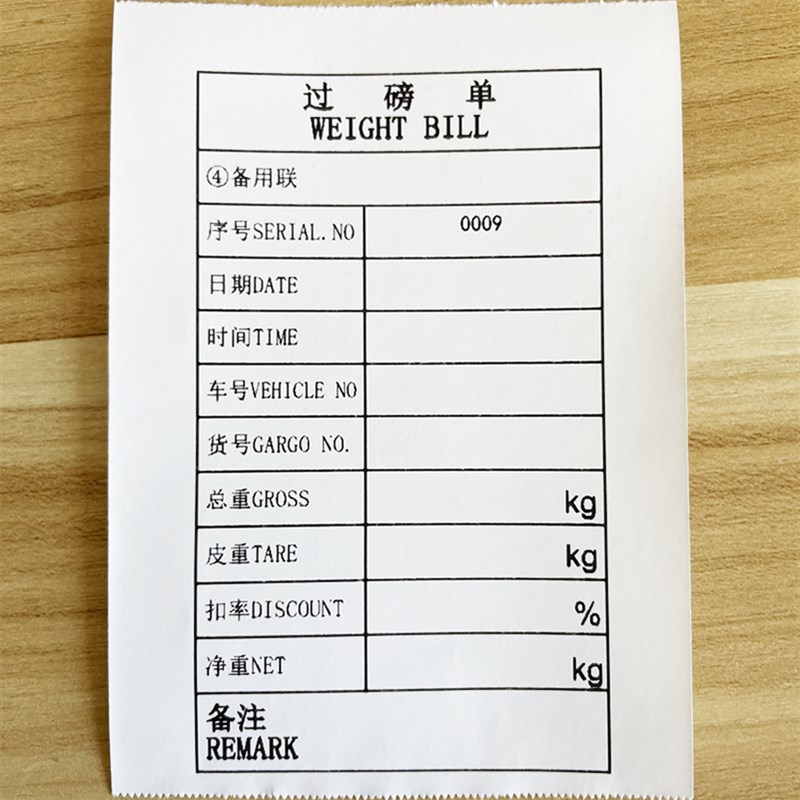 过 磅 单
WEIGHT BILL
④备用联
序号SERIAL.NO 0009
日期DATE
时间TIME
车号VEHICLE NO
货号GARGO NO.
总重GROSS kg
皮重TARE kg
扣率DISCOUNT %
净重NET kg
备注
REMARK